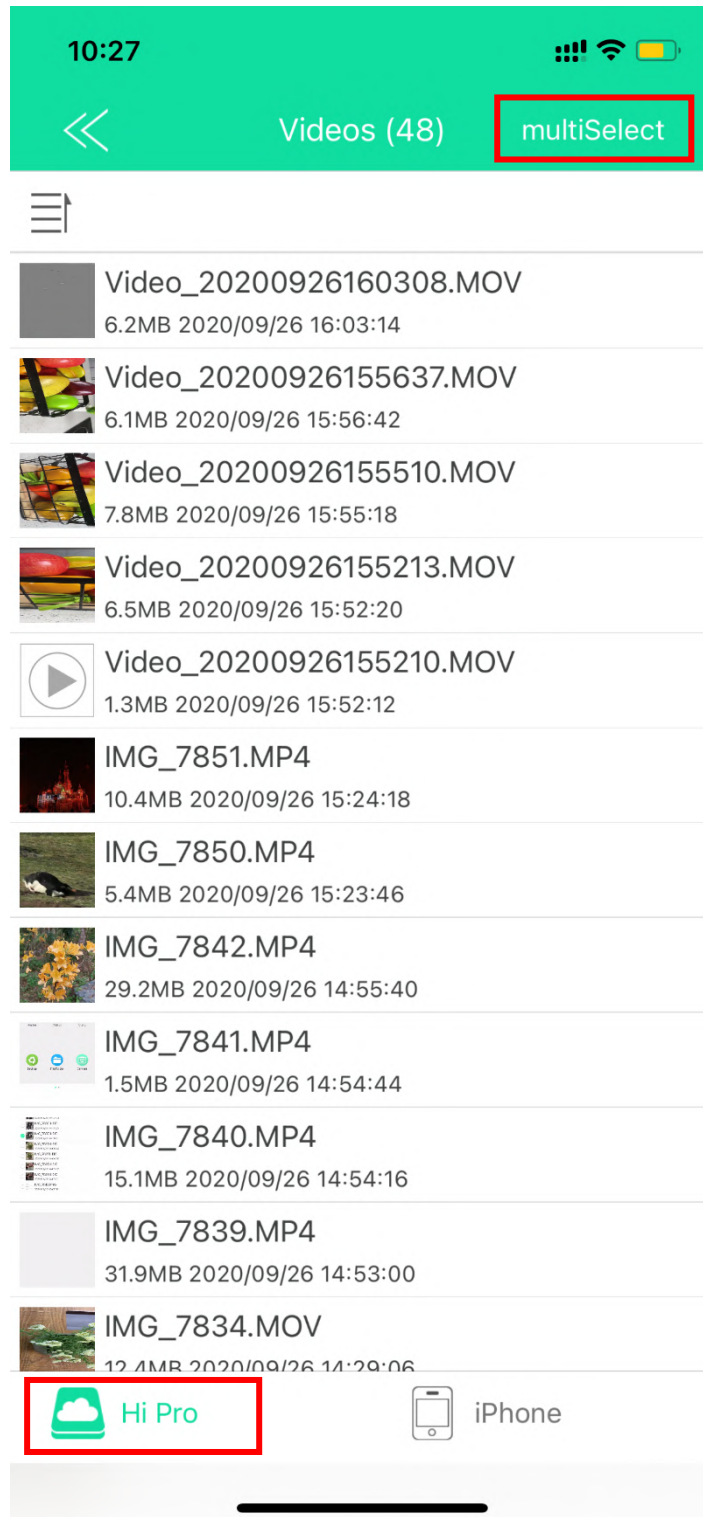 10:27
Videos (48)
multiSelect
Video_20200926160308.MOV
6.2MB 2020/09/26 16:03:14
Video_20200926155637.MOV
6.1MB 2020/09/26 15:56:42
Video_20200926155510.MOV
7.8MB 2020/09/26 15:55:18
Video_20200926155213.MOV
6.5MB 2020/09/26 15:52:20
Video_20200926155210.MOV
1.3MB 2020/09/26 15:52:12
IMG_7851.MP4
10.4MB 2020/09/26 15:24:18
IMG_7850.MP4
5.4MB 2020/09/26 15:23:46
IMG_7842.MP4
29.2MB 2020/09/26 14:55:40
IMG_7841.MP4
1.5MB 2020/09/26 14:54:44
IMG_7840.MP4
15.1MB 2020/09/26 14:54:16
IMG_7839.MP4
31.9MB 2020/09/26 14:53:00
IMG_7834.MOV
12.4MB 2020/09/26 14:29:06
Hi Pro
iPhone